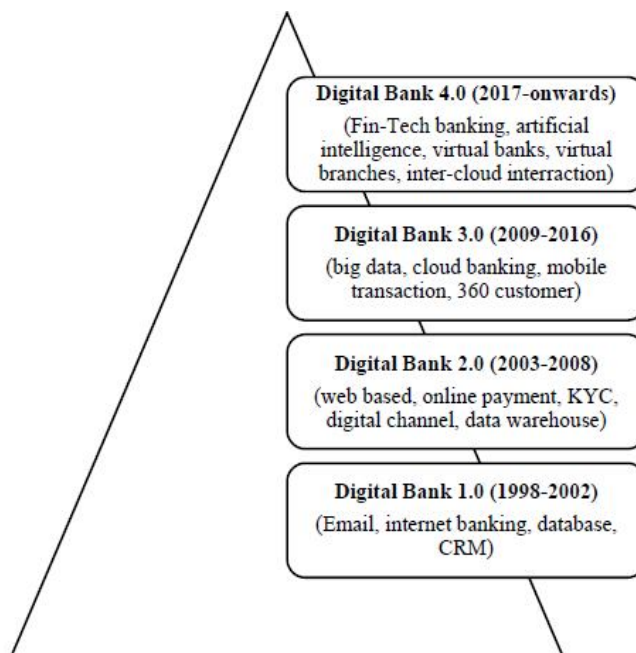 Digital Bank 4.0 (2017-onwards)
(Fin-Tech banking, artificial
intelligence, virtual banks, virtual
branches, inter-cloud interraction)
Digital Bank 3.0 (2009-2016)
(big data, cloud banking, mobile
transaction, 360 customer)
Digital Bank 2.0 (2003-2008)
(web based, online payment, KYC,
digital channel, data warehouse)
Digital Bank 1.0 (1998-2002)
(Email, internet banking, database,
CRM)